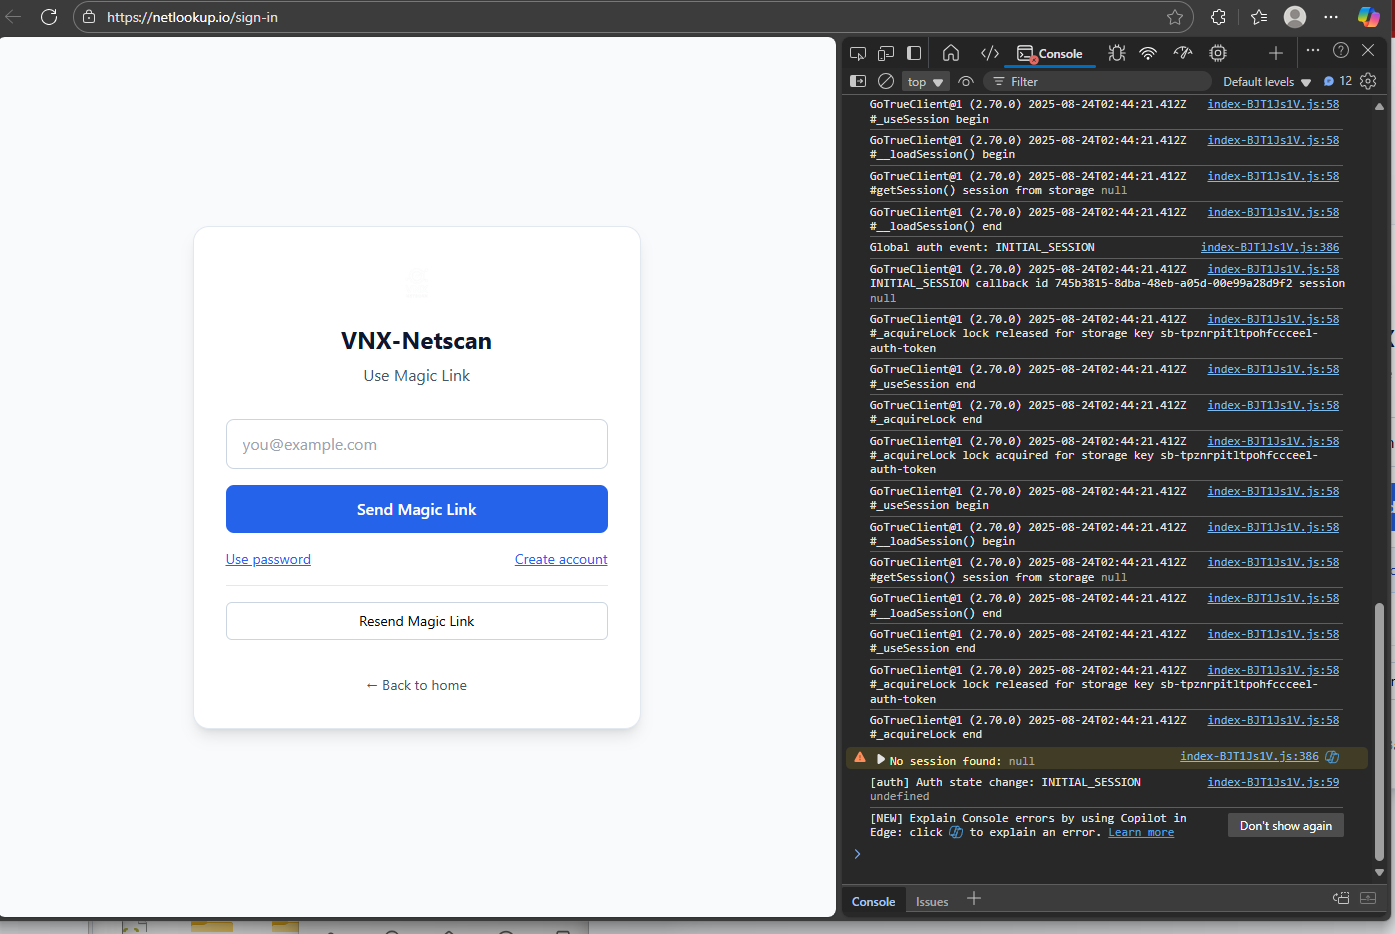 https://netlookup.io/sign-in
VNX-Netscan
Use Magic Link
you@example.com
Send Magic Link
Use password
Create account
Resend Magic Link
← Back to home
Console
top
Filter
Default levels
12
GoTrueClient@1 (2.70.0) 2025-08-24T02:44:21.412Z index-BJT1Js1V.js:58
#_useSession begin
GoTrueClient@1 (2.70.0) 2025-08-24T02:44:21.412Z index-BJT1Js1V.js:58
#__loadSession() begin
GoTrueClient@1 (2.70.0) 2025-08-24T02:44:21.412Z index-BJT1Js1V.js:58
#getSession() session from storage null
GoTrueClient@1 (2.70.0) 2025-08-24T02:44:21.412Z index-BJT1Js1V.js:58
#__loadSession() end
Global auth event: INITIAL_SESSION index-BJT1Js1V.js:386
GoTrueClient@1 (2.70.0) 2025-08-24T02:44:21.412Z index-BJT1Js1V.js:58
INITIAL_SESSION callback id 745b3815-8dba-48eb-a05d-00e99a28d9f2 session
null
GoTrueClient@1 (2.70.0) 2025-08-24T02:44:21.412Z index-BJT1Js1V.js:58
#_acquireLock lock released for storage key sb-tpznrpitltpohfccceel-
auth-token
GoTrueClient@1 (2.70.0) 2025-08-24T02:44:21.412Z index-BJT1Js1V.js:58
#_useSession end
GoTrueClient@1 (2.70.0) 2025-08-24T02:44:21.412Z index-BJT1Js1V.js:58
#_acquireLock end
GoTrueClient@1 (2.70.0) 2025-08-24T02:44:21.412Z index-BJT1Js1V.js:58
#_acquireLock lock acquired for storage key sb-tpznrpitltpohfccceel-
auth-token
GoTrueClient@1 (2.70.0) 2025-08-24T02:44:21.412Z index-BJT1Js1V.js:58
#_useSession begin
GoTrueClient@1 (2.70.0) 2025-08-24T02:44:21.412Z index-BJT1Js1V.js:58
#__loadSession() begin
GoTrueClient@1 (2.70.0) 2025-08-24T02:44:21.412Z index-BJT1Js1V.js:58
#getSession() session from storage null
GoTrueClient@1 (2.70.0) 2025-08-24T02:44:21.412Z index-BJT1Js1V.js:58
#__loadSession() end
GoTrueClient@1 (2.70.0) 2025-08-24T02:44:21.412Z index-BJT1Js1V.js:58
#_useSession end
GoTrueClient@1 (2.70.0) 2025-08-24T02:44:21.412Z index-BJT1Js1V.js:58
#_acquireLock lock released for storage key sb-tpznrpitltpohfccceel-
auth-token
GoTrueClient@1 (2.70.0) 2025-08-24T02:44:21.412Z index-BJT1Js1V.js:58
#_acquireLock end
No session found: null index-BJT1Js1V.js:386
[auth] Auth state change: INITIAL_SESSION index-BJT1Js1V.js:59
undefined
[NEW] Explain Console errors by using Copilot in
Edge: click to explain an error. Learn more
Don't show again
Console
Issues